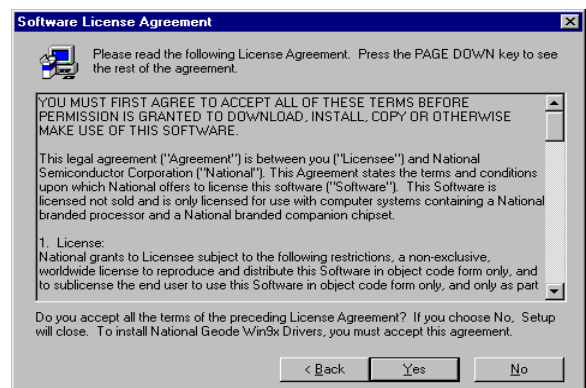 Software License Agreement
Please read the following License Agreement. Press the PAGE DOWN key to see
the rest of the agreement.
YOU MUST FIRST AGREE TO ACCEPT ALL OF THESE TERMS BEFORE
PERMISSION IS GRANTED TO DOWNLOAD, INSTALL, COPY OR OTHERWISE
MAKE USE OF THIS SOFTWARE.
This legal agreement ("Agreement") is between you ("Licensee") and National
Semiconductor Corporation ("National"). This Agreement states the terms and conditions
upon which National offers to license this software ("Software"). This Software is
licensed not sold and is only licensed for use with computer systems containing a National
branded processor and a National branded companion chipset.
1. License:
National grants to Licensee subject to the following restrictions, a non-exclusive,
worldwide license to reproduce and distribute this Software in object code form only, and
to sublicense the end user to use this Software in object code form only, and only as part
Do you accept all the terms of the preceding License Agreement? If you choose No, Setup
will close. To install National Geode Win9x Drivers, you must accept this agreement.
< Back Yes No